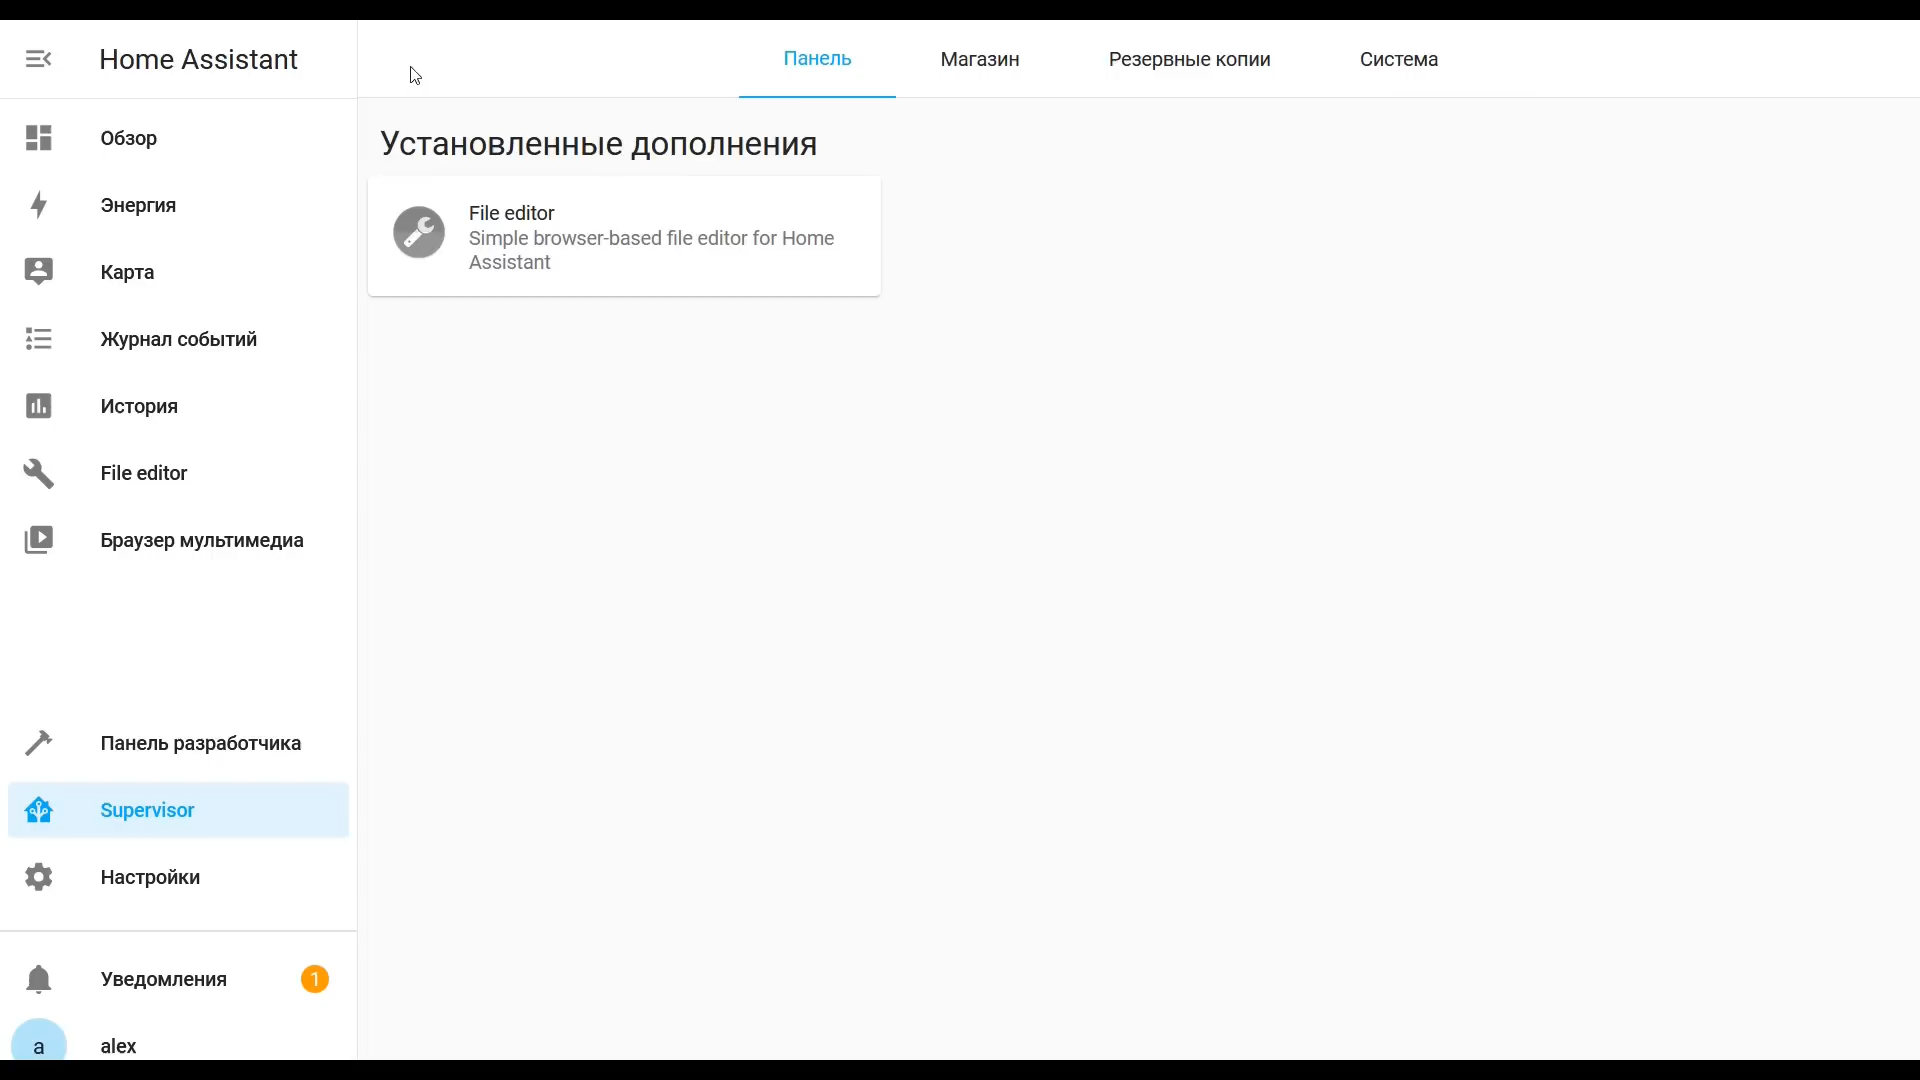 Home Assistant
Панель
Магазин
Резервные копии
Система
Обзор
Энергия
Карта
Журнал событий
История
File editor
Браузер мультимедиа
Панель разработчика
Supervisor
Настройки
Уведомления
1
a
alex
Установленные дополнения
File editor
Simple browser-based file editor for Home
Assistant